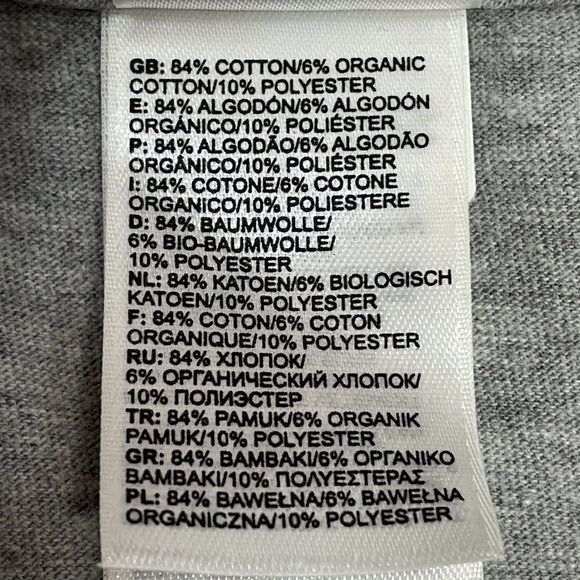 GB: 84% COTTON/6% ORGANIC
COTTON/10% POLYESTER
E: 84% ALGODÓN/6% ALGODÓN
ORGÁNICO/10% POLIÉSTER
P: 84% ALGODÃO/6% ALGODÃO
ORGÂNICO/10% POLIÉSTER
I: 84% COTONE/6% COTONE
ORGANICO/10% POLIESTERE
D: 84% BAUMWOLLE/
6% BIO-BAUMWOLLE/
10% POLYESTER
NL: 84% KATOEN/6% BIOLOGISCH
KATOEN/10% POLYESTER
F: 84% COTON/6% COTON
ORGANIQUE/10% POLYESTER
RU: 84% ХЛОПОК/
6% ОРГАНИЧЕСКИЙ ХЛОПОК/
10% ПОЛИЭСТЕР
TR: 84% PAMUK/6% ORGANIK
PAMUK/10% POLYESTER
GR: 84% ΒΑΜΒΑΚΙ/6% ΟΡΓΑΝΙΚΟ
ΒΑΜΒΑΚΙ/10% ΠΟΛΥΕΣΤΕΡΑΣ
PL: 84% BAWEŁNA/6% BAWEŁNA
ORGANICZNA/10% POLYESTER